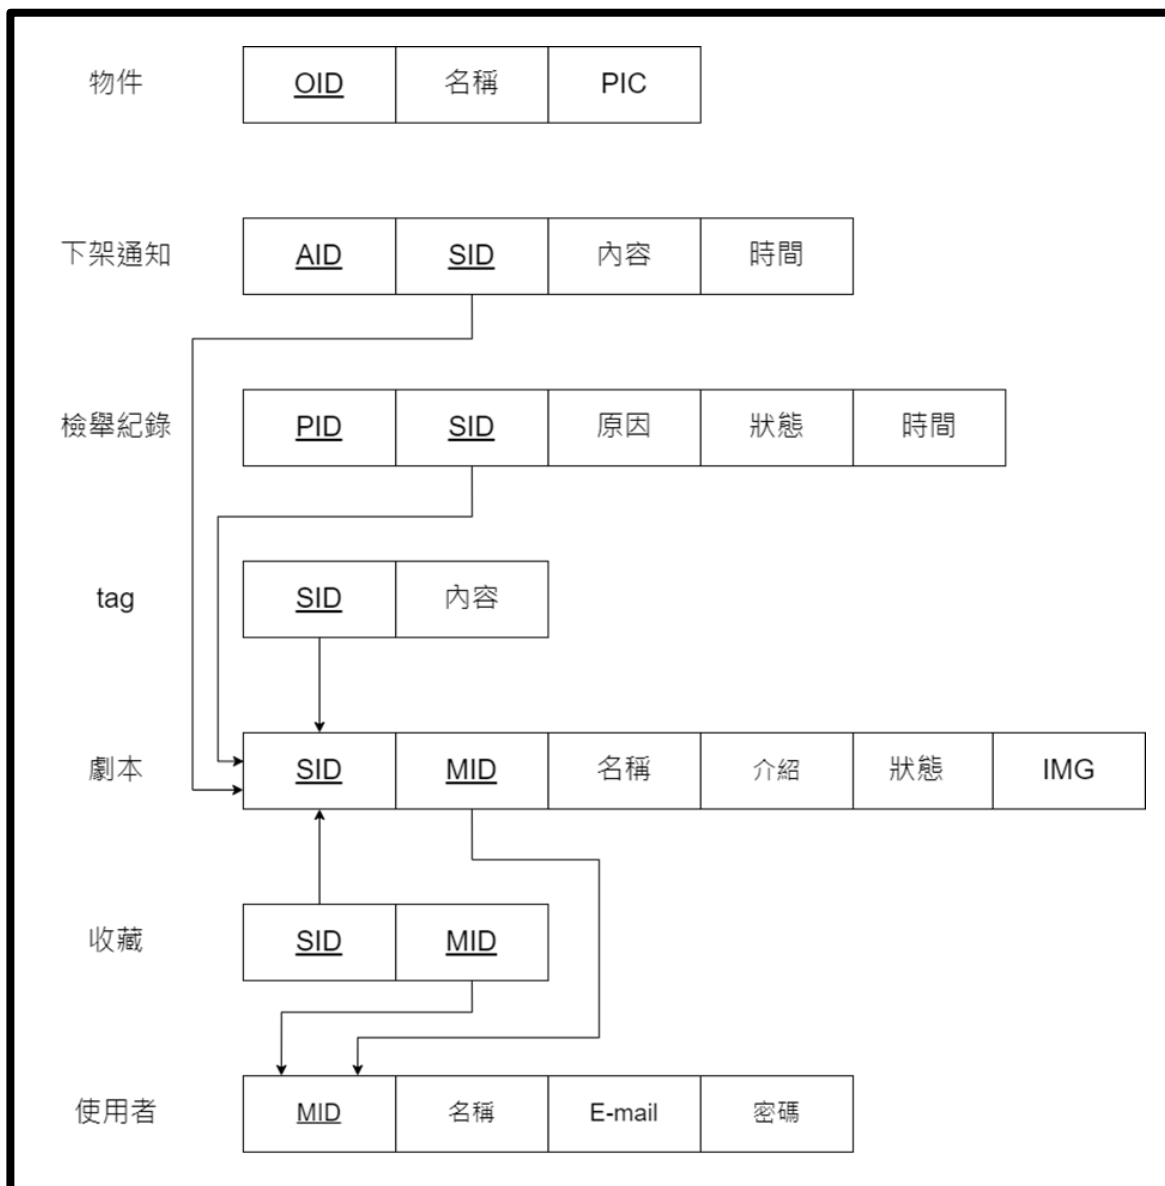 物件 OID 名稱 PIC
下架通知 AID SID 內容 時間
檢舉紀錄 PID SID 原因 狀態 時間
tag SID 內容
劇本 SID MID 名稱 介紹 狀態 IMG
收藏 SID MID
使用者 MID 名稱 E-mail 密碼